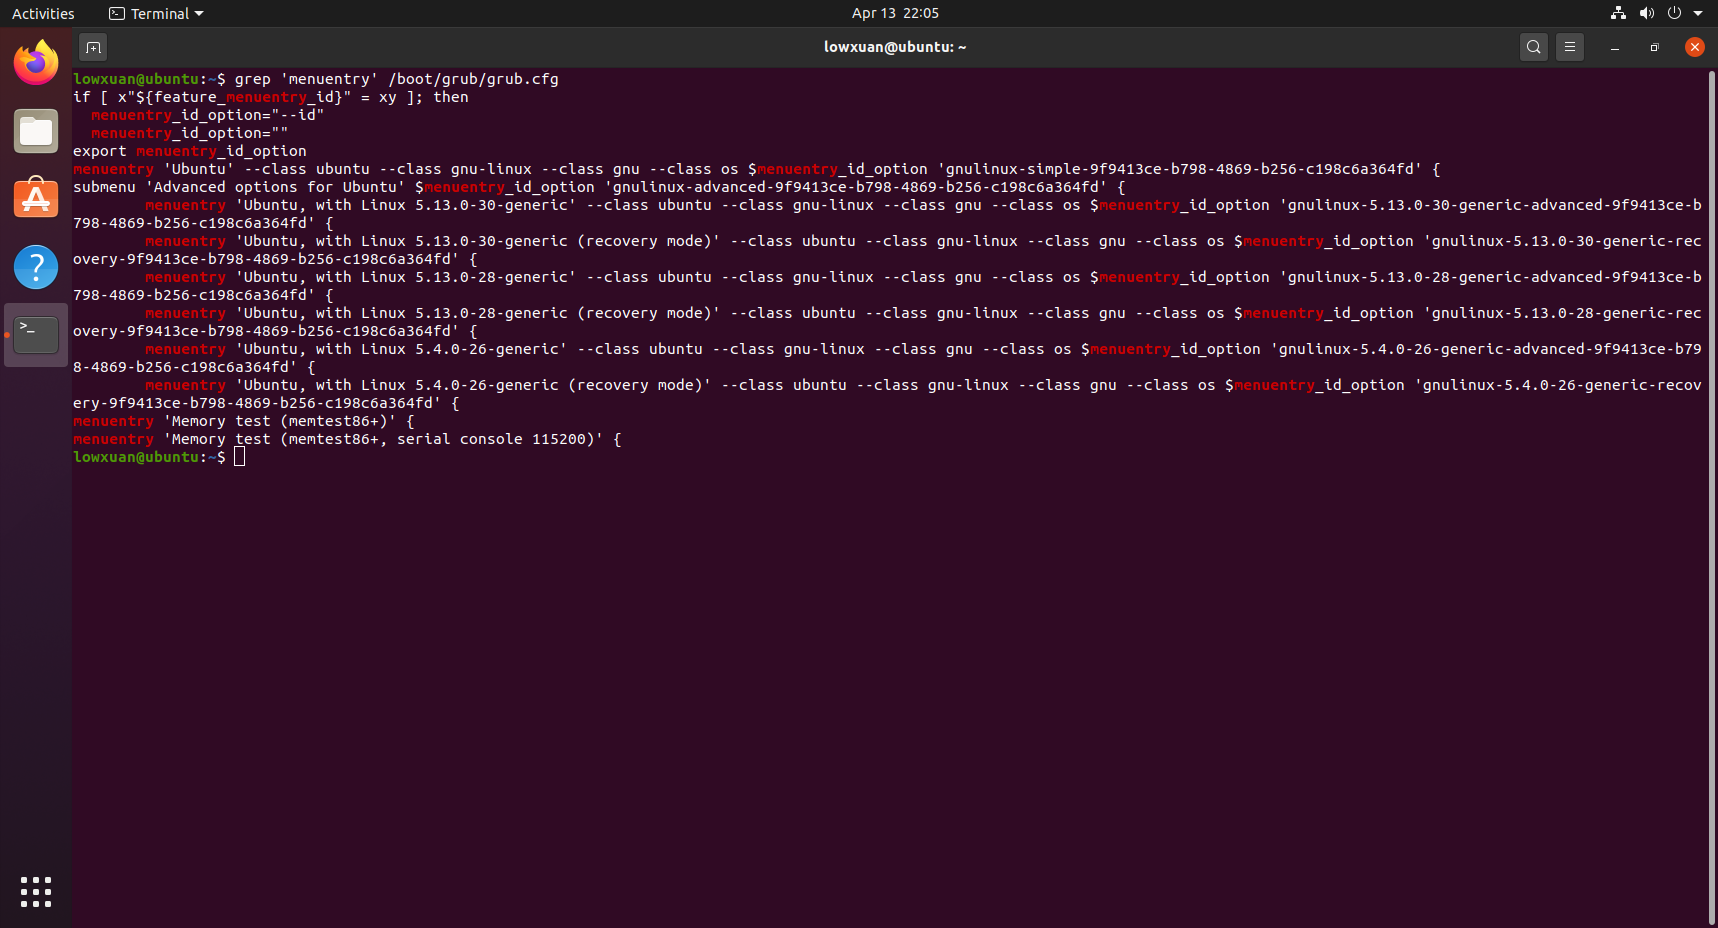 Activities Terminal Apr 13 22:05
lowxuan@ubuntu: ~
lowxuan@ubuntu:~$ grep 'menuentry' /boot/grub/grub.cfg
if [ x"${feature_menuentry_id}" = xy ]; then
  menuentry_id_option="--id"
  menuentry_id_option=""
export menuentry_id_option
menuentry 'Ubuntu' --class ubuntu --class gnu-linux --class gnu --class os $menuentry_id_option 'gnulinux-simple-9f9413ce-b798-4869-b256-c198c6a364fd' {
submenu 'Advanced options for Ubuntu' $menuentry_id_option 'gnulinux-advanced-9f9413ce-b798-4869-b256-c198c6a364fd' {
        menuentry 'Ubuntu, with Linux 5.13.0-30-generic' --class ubuntu --class gnu-linux --class gnu --class os $menuentry_id_option 'gnulinux-5.13.0-30-generic-advanced-9f9413ce-b
798-4869-b256-c198c6a364fd' {
        menuentry 'Ubuntu, with Linux 5.13.0-30-generic (recovery mode)' --class ubuntu --class gnu-linux --class gnu --class os $menuentry_id_option 'gnulinux-5.13.0-30-generic-rec
overy-9f9413ce-b798-4869-b256-c198c6a364fd' {
        menuentry 'Ubuntu, with Linux 5.13.0-28-generic' --class ubuntu --class gnu-linux --class gnu --class os $menuentry_id_option 'gnulinux-5.13.0-28-generic-advanced-9f9413ce-b
798-4869-b256-c198c6a364fd' {
        menuentry 'Ubuntu, with Linux 5.13.0-28-generic (recovery mode)' --class ubuntu --class gnu-linux --class gnu --class os $menuentry_id_option 'gnulinux-5.13.0-28-generic-rec
overy-9f9413ce-b798-4869-b256-c198c6a364fd' {
        menuentry 'Ubuntu, with Linux 5.4.0-26-generic' --class ubuntu --class gnu-linux --class gnu --class os $menuentry_id_option 'gnulinux-5.4.0-26-generic-advanced-9f9413ce-b79
8-4869-b256-c198c6a364fd' {
        menuentry 'Ubuntu, with Linux 5.4.0-26-generic (recovery mode)' --class ubuntu --class gnu-linux --class gnu --class os $menuentry_id_option 'gnulinux-5.4.0-26-generic-recov
ery-9f9413ce-b798-4869-b256-c198c6a364fd' {
menuentry 'Memory test (memtest86+)' {
menuentry 'Memory test (memtest86+, serial console 115200)' {
lowxuan@ubuntu:~$